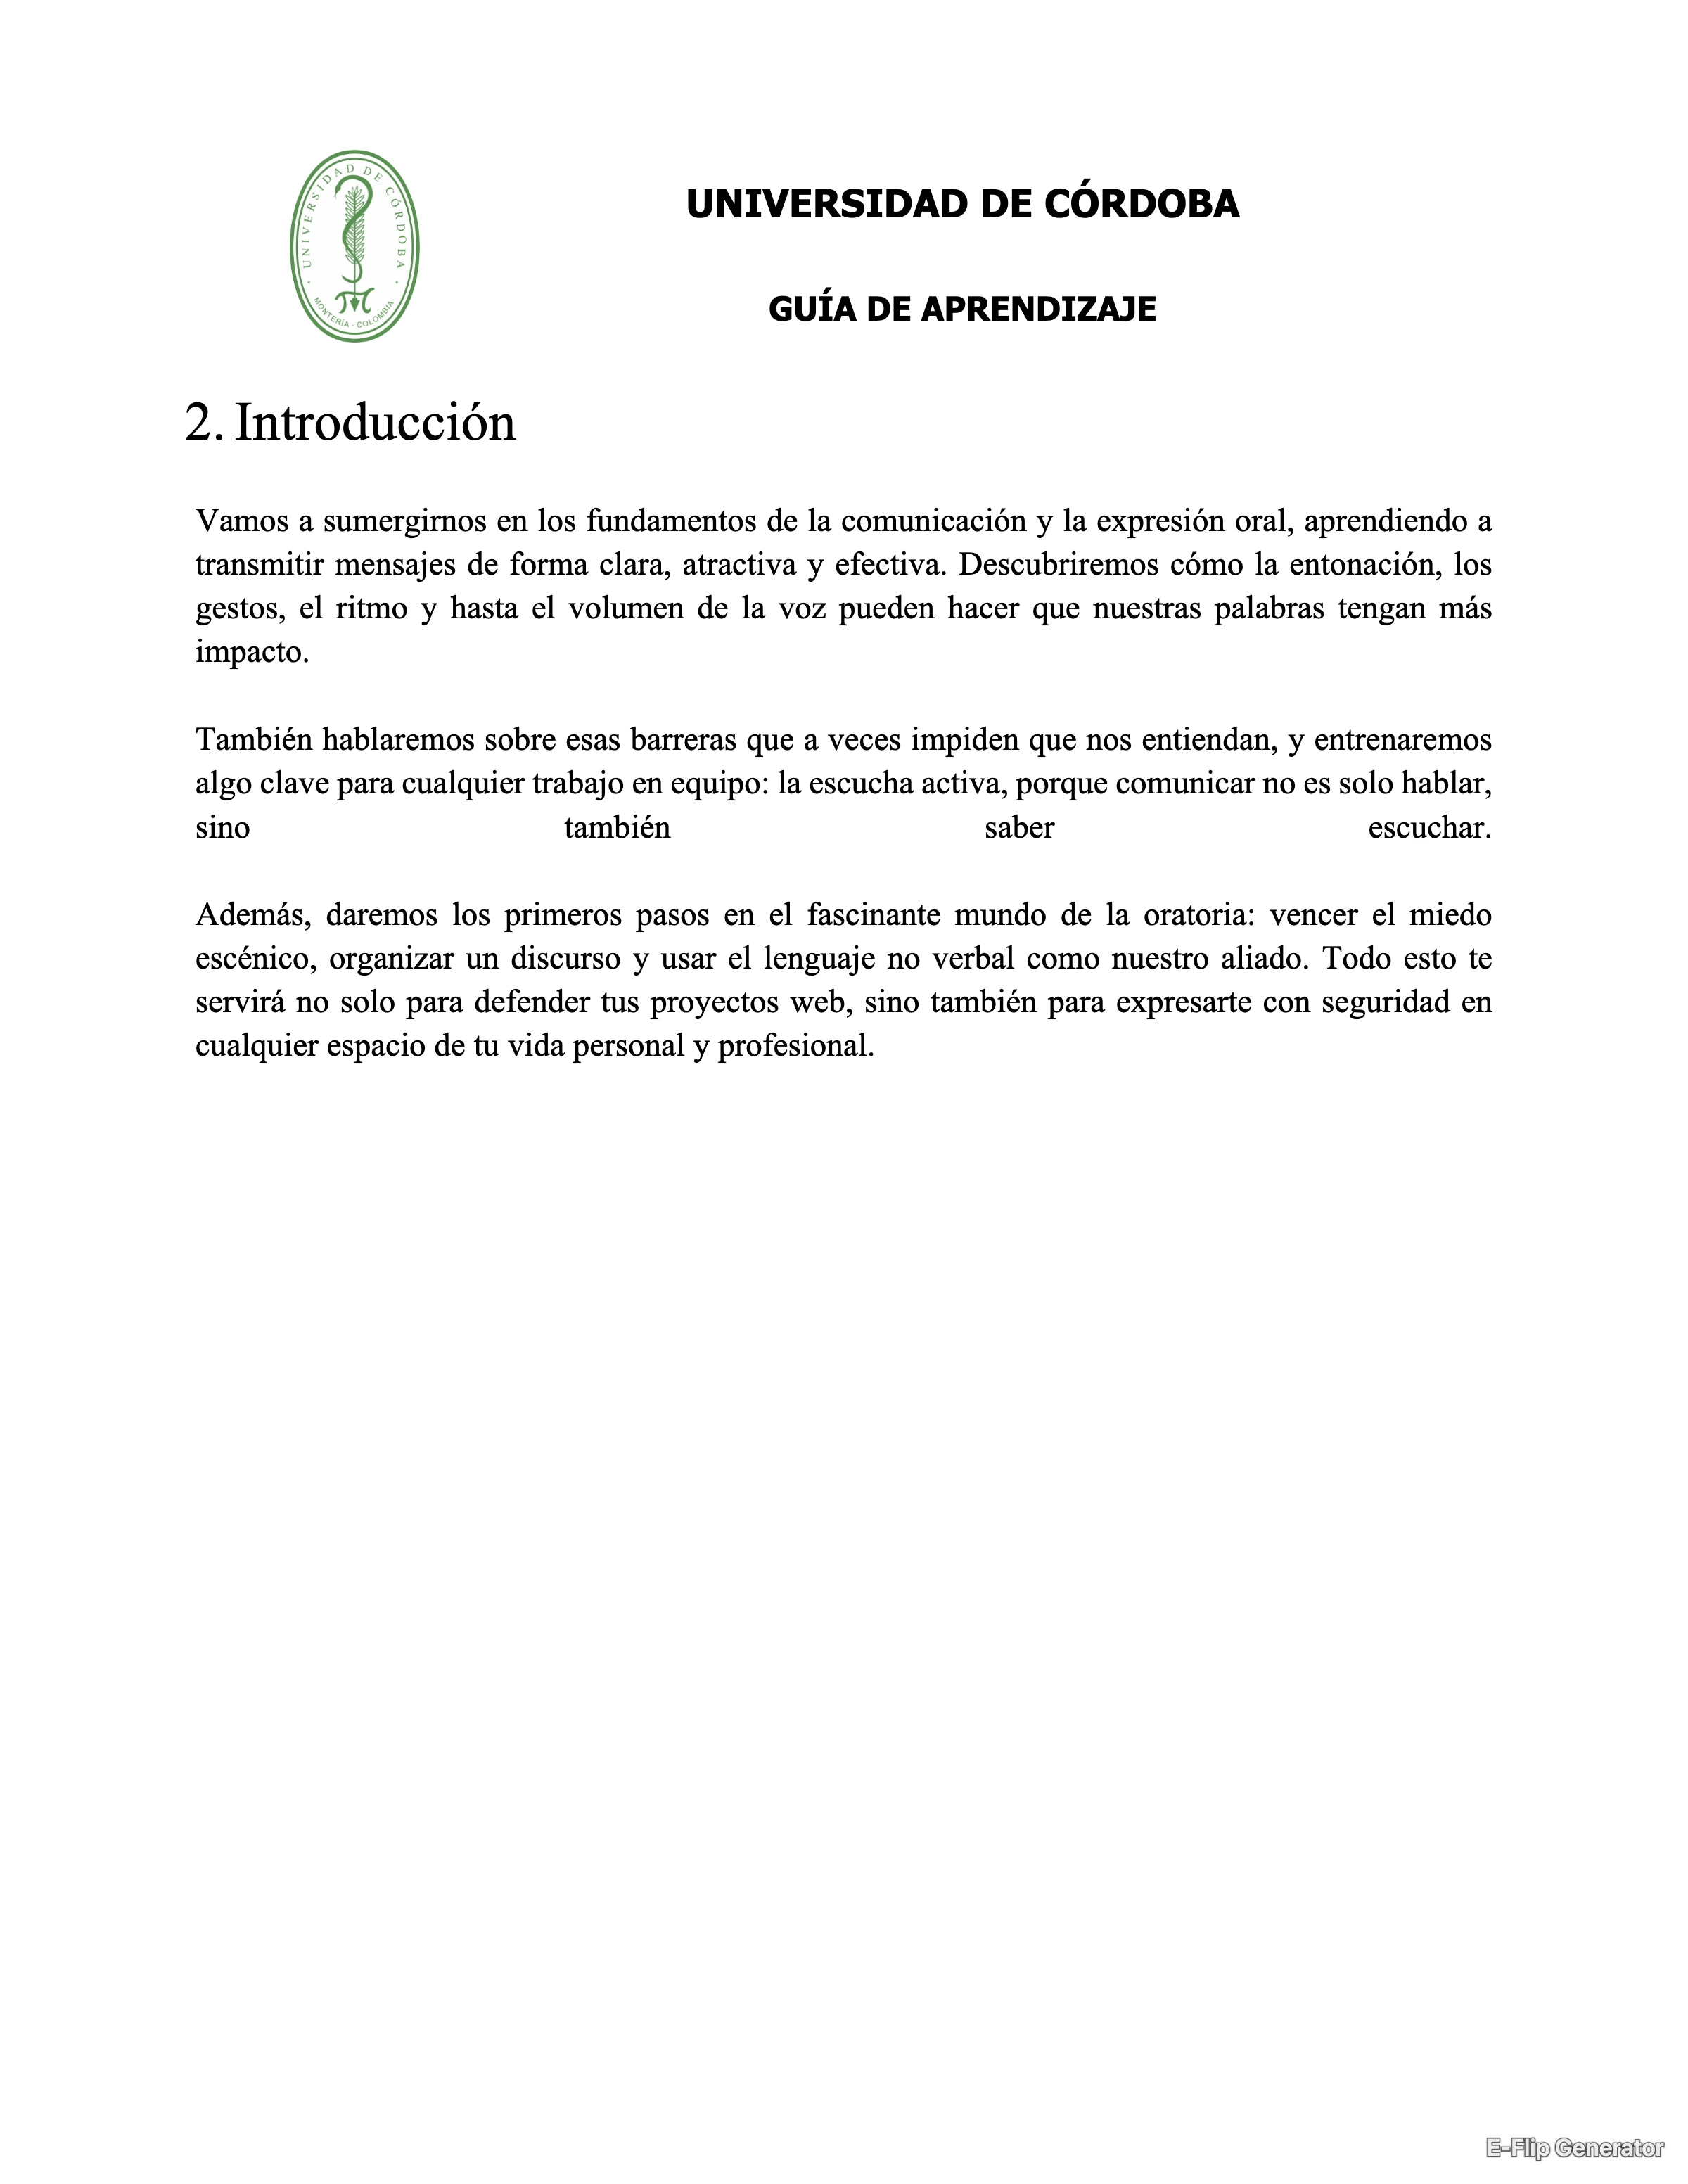 UNIVERSIDAD DE CÓRDOBA
MONTERÍA - COLOMBIA
UNIVERSIDAD DE CÓRDOBA
GUÍA DE APRENDIZAJE
2. Introducción
Vamos a sumergirnos en los fundamentos de la comunicación y la expresión oral, aprendiendo a
transmitir mensajes de forma clara, atractiva y efectiva. Descubriremos cómo la entonación, los
gestos, el ritmo y hasta el volumen de la voz pueden hacer que nuestras palabras tengan más
impacto.
También hablaremos sobre esas barreras que a veces impiden que nos entiendan, y entrenaremos
algo clave para cualquier trabajo en equipo: la escucha activa, porque comunicar no es solo hablar,
sino también saber escuchar.
Además, daremos los primeros pasos en el fascinante mundo de la oratoria: vencer el miedo
escénico, organizar un discurso y usar el lenguaje no verbal como nuestro aliado. Todo esto te
servirá no solo para defender tus proyectos web, sino también para expresarte con seguridad en
cualquier espacio de tu vida personal y profesional.
E-Flip Generator